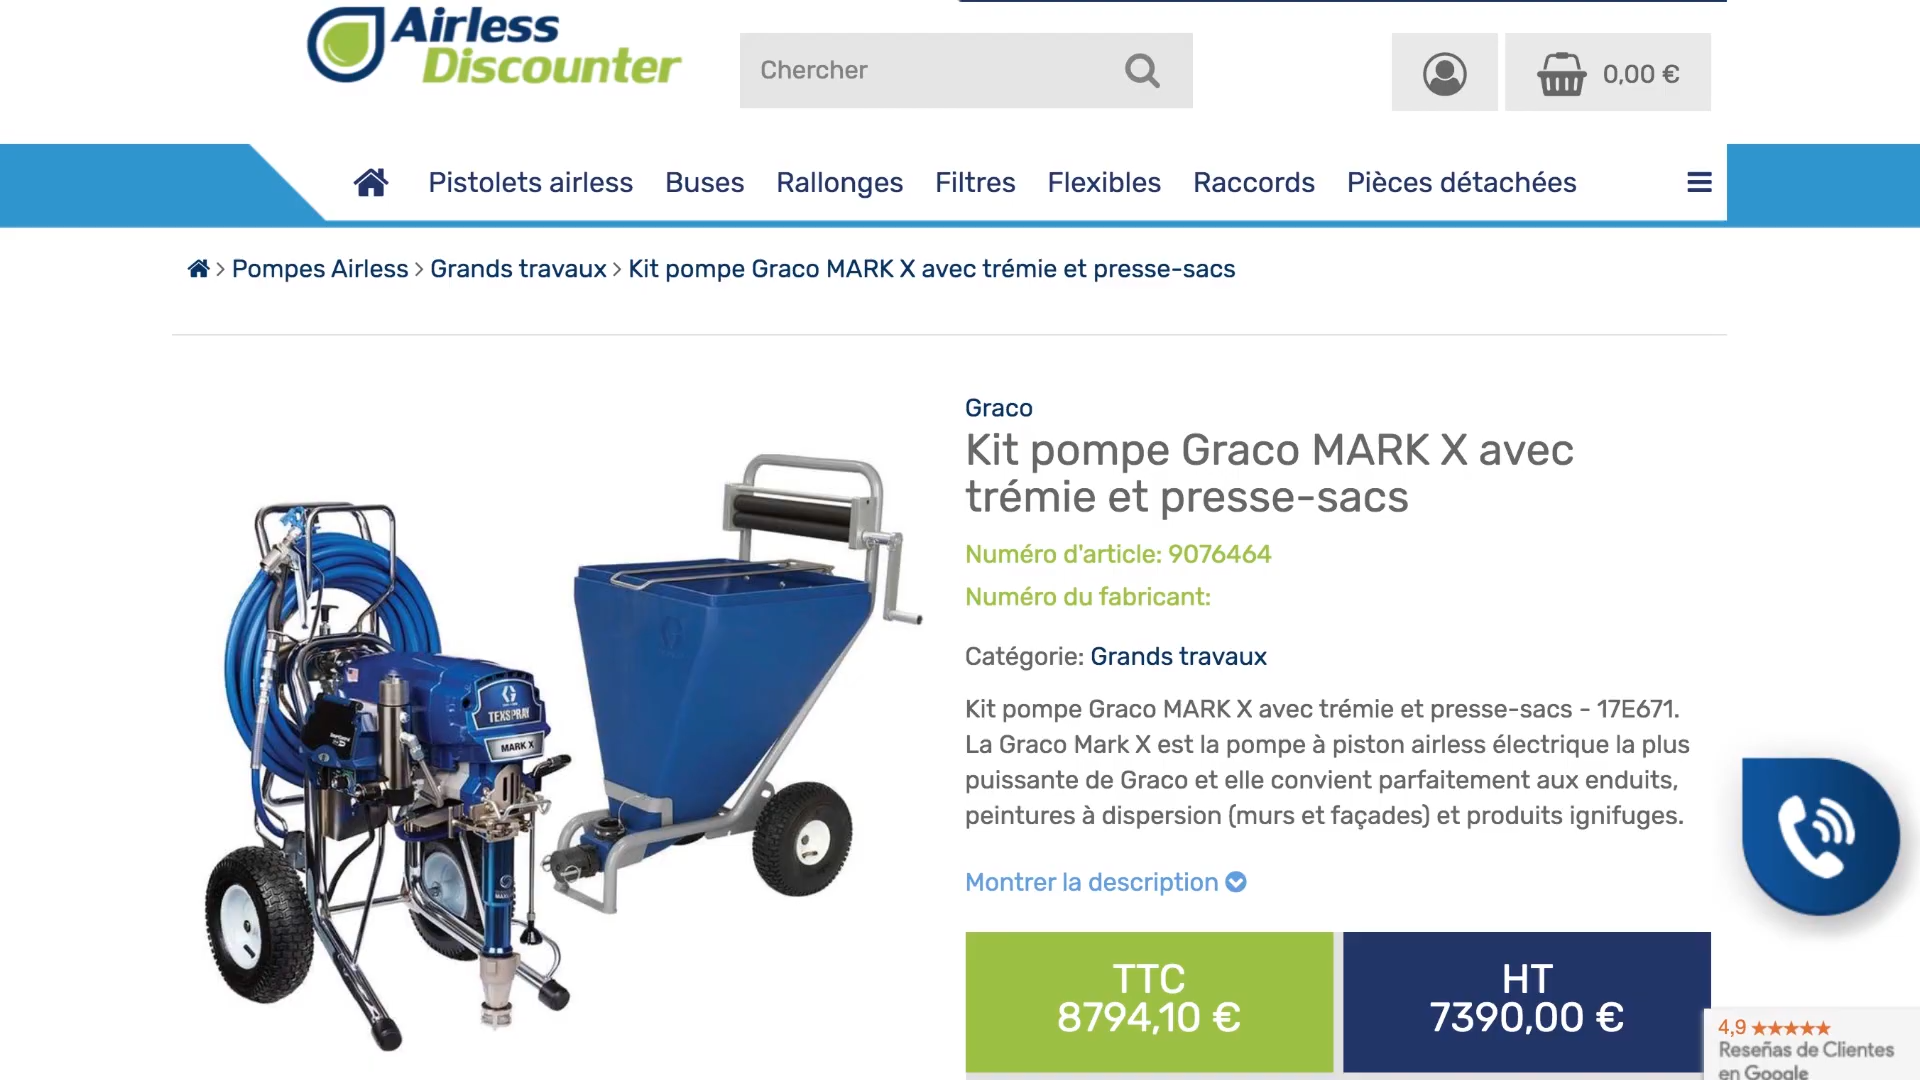 Airless
Discounter
Chercher
0,00 €
Pistolets airless Buses Rallonges Filtres Flexibles Raccords Pièces détachées
Pompes Airless > Grands travaux > Kit pompe Graco MARK X avec trémie et presse-sacs
Graco
Kit pompe Graco MARK X avec
trémie et presse-sacs
Numéro d'article: 9076464
Numéro du fabricant:
Catégorie: Grands travaux
Kit pompe Graco MARK X avec trémie et presse-sacs - 17E671.
La Graco Mark X est la pompe à piston airless électrique la plus
puissante de Graco et elle convient parfaitement aux enduits,
peintures à dispersion (murs et façades) et produits ignifuges.
Montrer la description
TTC
8794,10 €
HT
7390,00 €
4,9 ★★★★★
Reseñas de Clientes
en Google
TEXSPRAY
MARK X